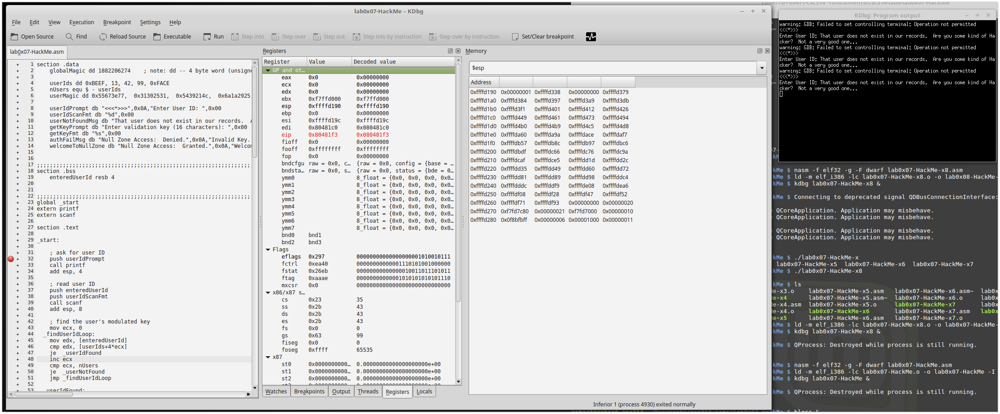 lab0x07-HackMe – KDbg
File Edit View Execution Breakpoint Settings Help
Open Source Find Reload Source Executable Run Step into Step over Step out Step into by instruction Step over by instruction Set/Clear breakpoint
lab0x07-HackMe.asm
1 section .data
2 globalMagic dd 1882206274 ; note: dd -- 4 byte word (unsigne
3
4 userIds dd 0xBEEF, 13, 42, 99, 0xFACE
5 nUsers equ $ - userIds
6 userMagic dd 0x55673e77, 0x31302531, 0x5439214c, 0x6a1a2925,
7
8 userIdPrompt db "<<<*>>>",0x0A,"Enter User ID: ",0x00
9 userIdScanFmt db "%d",0x00
10 userNotFoundMsg db "That user does not exist in our records. A
11 getKeyPrompt db "Enter validation key (16 characters): ",0x00
12 getKeyFmt db "%s",0x00
13 authFailMsg db "Null Zone Access: Denied.",0x0A,"Invalid Key.
14 welcomeToNullZone db "Null Zone Access: Granted.",0x0A,"Welcom
15
16
17 ;;;;;;;;;;;;;;;;;;;;;;;;;;;;;;;;;;;;;;;;;;;;;;;;;;;;;;;;;;;;;;;;;;
18 section .bss
19 enteredUserId resb 4
20
21
22 ;;;;;;;;;;;;;;;;;;;;;;;;;;;;;;;;;;;;;;;;;;;;;;;;;;;;;;;;;;;;;;;;;;
23 global _start
24 extern printf
25 extern scanf
26
27 section .text
28
29 _start:
30
31 ; ask for user ID
32 push userIdPrompt
33 call printf
34 add esp, 4
35
36 ; read user ID
37 push enteredUserId
38 push userIdScanFmt
39 call scanf
40 add esp, 8
41
42 ; find the user's modulated key
43 mov ecx, 0
44 _findUserIdLoop:
45 mov edx, [enteredUserId]
46 cmp edx, [userIds+4*ecx]
47 je _userIdFound
48 inc ecx
49 cmp ecx, nUsers
50 je _userNotFound
51 jmp _findUserIdLoop
52
53 userIdFound:
Registers
Register Value Decoded value
GP and ot...
eax 0x0 0x00000000
ecx 0x0 0x00000000
edx 0x0 0x00000000
ebx 0xf7ffd000 0xf7ffd000
esp 0xffffd190 0xffffd190
ebp 0x0 0x00000000
esi 0xffffd19c 0xffffd19c
edi 0x80481c0 0x080481c0
eip 0x80481f3 0x080481f3
fioff 0x0 0x00000000
fooff 0xffffffff 0xffffffff
fop 0x0 0x00000000
bndcfgu raw = 0x0, c... {raw = 0x0, config = {base = ...
bndsta... raw = 0x0, s... {raw = 0x0, status = {bde = 0...
ymm0 8_float = {0x0, 0x0, 0x0, 0x0...
ymm1 8_float = {0x0, 0x0, 0x0, 0x0...
ymm2 8_float = {0x0, 0x0, 0x0, 0x0...
ymm3 8_float = {0x0, 0x0, 0x0, 0x0...
ymm4 8_float = {0x0, 0x0, 0x0, 0x0...
ymm5 8_float = {0x0, 0x0, 0x0, 0x0...
ymm6 8_float = {0x0, 0x0, 0x0, 0x0...
ymm7 8_float = {0x0, 0x0, 0x0, 0x0...
bnd0 bnd1
bnd2 bnd3
Flags
eflags 0x297 00000000000000000001010010111
fctrl 0xea40 00000000000001110101001000000
fstat 0x26eb 00000000000000010011011101011
ftag 0xaaae 00000000000001010101010101110
mxcsr 0x0 00000000000000000000000000000
x86/x87 s...
cs 0x23 35
ss 0x2b 43
ds 0x2b 43
es 0x2b 43
fs 0x0 0
gs 0x63 99
fiseg 0x0 0
foseg 0xffff 65535
x87
st0 0x0000000000... 0.00000000000000000000e+00
st1 0x0000000000... 0.00000000000000000000e+00
st2 0x0000000000... 0.00000000000000000000e+00
Watches Breakpoints Output Threads Registers Locals
Memory
$esp
Address
0xffffd190 0x00000001 0xffffd338 0x00000000 0xffffd379
0xffffd1a0 0xffffd384 0xffffd397 0xffffd3a9 0xffffd3db
0xffffd1b0 0xffffd3f1 0xffffd401 0xffffd412 0xffffd426
0xffffd1c0 0xffffd449 0xffffd461 0xffffd473 0xffffd494
0xffffd1d0 0xffffd4b0 0xffffd4b9 0xffffd4c5 0xffffd4d8
0xffffd1e0 0xffffda60 0xffffda9a 0xffffdace 0xffffdaf7
0xffffd1f0 0xffffdb57 0xffffdb8c 0xffffdb97 0xffffdbc6
0xffffd200 0xffffdbdf 0xffffdc66 0xffffdc76 0xffffdc9a
0xffffd210 0xffffdcaf 0xffffdce5 0xffffdd1d 0xffffdd2c
0xffffd220 0xffffdd35 0xffffdd49 0xffffdd60 0xffffdd72
0xffffd230 0xffffdd81 0xffffdd89 0xffffdd98 0xffffddc4
0xffffd240 0xffffdddc 0xffffddf9 0xffffde08 0xffffdea6
0xffffd250 0xffffdf08 0xffffdf28 0xffffdf47 0xffffdf52
0xffffd260 0xffffdf71 0xffffdf93 0x00000000 0x00000020
0xffffd270 0xf7fd7c80 0x00000021 0xf7fd7000 0x00000010
0xffffd280 0x0f8bfbff 0x00000006 0x00001000 0x00000011
Inferior 1 (process 4930) exited normally
robert@robert-csc314 ~/Documents/csc314-labs/lab0x07-HackMe
KDbg: Program output
warning: GDB: Failed to set controlling terminal: Operation not permitted
<<<*>>>
Enter User ID: That user does not exist in our records. Are you some kind of Ha
cker? Not a very good one...
warning: GDB: Failed to set controlling terminal: Operation not permitted
<<<*>>>
Enter User ID: That user does not exist in our records. Are you some kind of Ha
cker? Not a very good one...
warning: GDB: Failed to set controlling terminal: Operation not permitted
<<<*>>>
Enter User ID: That user does not exist in our records. Are you some kind of Ha
cker? Not a very good one...
kMe $ nasm -f elf32 -g -F dwarf lab0x07-HackMe-x8.asm
kMe $ ld -m elf_i386 -lc lab0x07-HackMe-x8.o -o lab0x08-HackMe-
kMe $ kdbg lab0x07-HackMe-x8 &
kMe $ Connecting to deprecated signal QDBusConnectionInterface:
QCoreApplication. Application may misbehave.
QCoreApplication. Application may misbehave.
QCoreApplication. Application may misbehave.
QCoreApplication. Application may misbehave.
kMe $ ./lab0x07-HackMe-x
lab0x07-HackMe-x5 lab0x07-HackMe-x6 lab0x07-HackMe-x7
kMe $ ./lab0x07-HackMe-x8
kMe $ ls
Me-x3.o lab0x07-HackMe-x5.asm lab0x07-HackMe-x6.asm~ lab0x
Me-x4 lab0x07-HackMe-x5.asm~ lab0x07-HackMe-x6.o lab0x
Me-x4.asm lab0x07-HackMe-x5.o lab0x07-HackMe-x7 lab0x
Me-x4.o lab0x07-HackMe-x6 lab0x07-HackMe-x7.asm lab0x
Me-x5 lab0x07-HackMe-x6.asm lab0x07-HackMe-x7.o
kMe $ ld -m elf_i386 -lc lab0x07-HackMe-x8.o -o lab0x07-HackMe-
kMe $ kdbg lab0x07-HackMe-x8 &
kMe $ QProcess: Destroyed while process is still running.
kMe $ nasm -f elf32 -g -F dwarf lab0x07-HackMe.asm
kMe $ ld -m elf_i386 -lc lab0x07-HackMe.o -o lab0x07-HackMe -I
kMe $ kdbg lab0x07-HackMe &
kMe $ QProcess: Destroyed while process is still running.